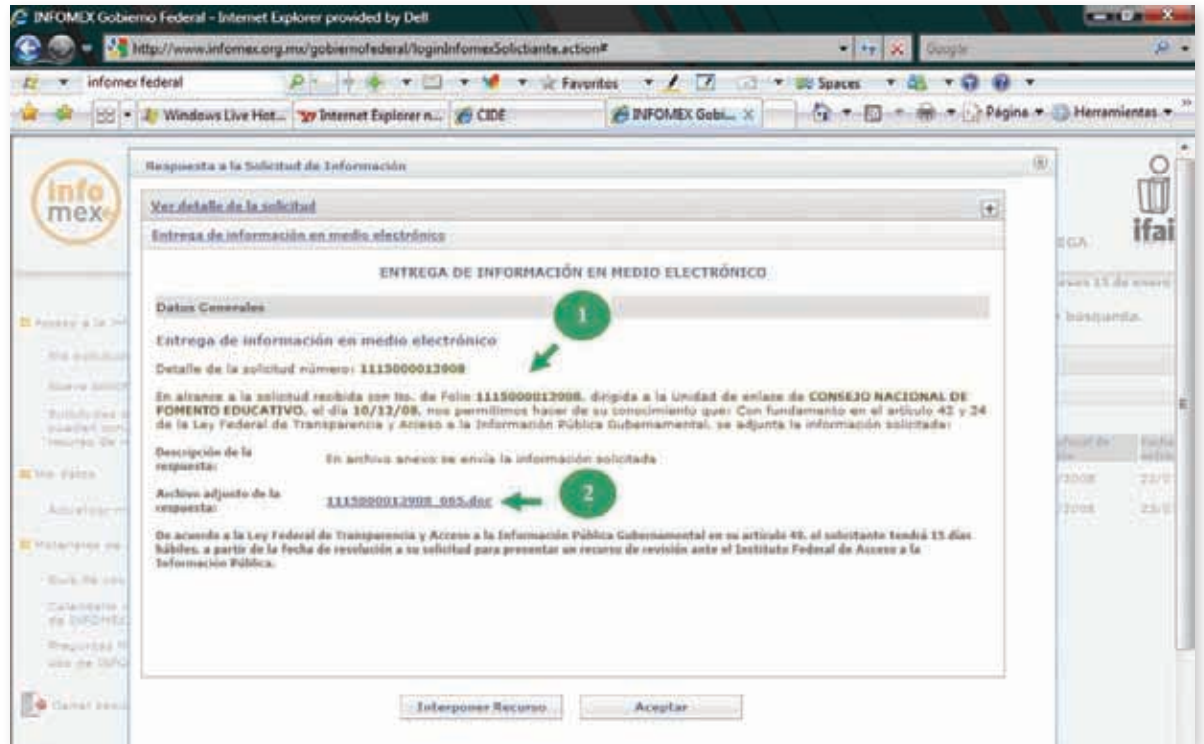 INFOMEX Gobierno Federal - Internet Explorer provided by Dell
http://www.infomex.org.mx/gobiernofederal/loginInfomexSolictiante.action#
Google
infomex federal
Favoritos
Spaces
Windows Live Hot...
Internet Explorer n...
CIDE
INFOMEX Gobi...
Página
Herramientas
info
mex
Respuesta a la Solicitud de Información
ifai
Ver detalle de la solicitud
Entrega de información en medio electrónico
ENTREGA DE INFORMACIÓN EN MEDIO ELECTRÓNICO
Datos Generales
1
Entrega de información en medio electrónico
Detalle de la solicitud número: 1115000013908
En alcance a la solicitud recibida con No. de Folio 1115000013908, dirigida a la Unidad de enlace de CONSEJO NACIONAL DE
FOMENTO EDUCATIVO, el día 10/12/08, nos permitimos hacer de su conocimiento que: Con fundamento en el artículo 42 y 24
de la Ley Federal de Transparencia y Acceso a la Información Pública Gubernamental, se adjunta la información solicitada:
Descripción de la
respuesta:
En archivo anexo se envía la información solicitada
Archivo adjunto de la
respuesta:
1115000013908_065.doc
2
De acuerdo a la Ley Federal de Transparencia y Acceso a la Información Pública Gubernamental en su artículo 49, el solicitante tendrá 15 días
hábiles, a partir de la fecha de resolución a su solicitud para presentar un recurso de revisión ante el Instituto Federal de Acceso a la
Información Pública.
Interponer Recurso
Aceptar
búsqueda.